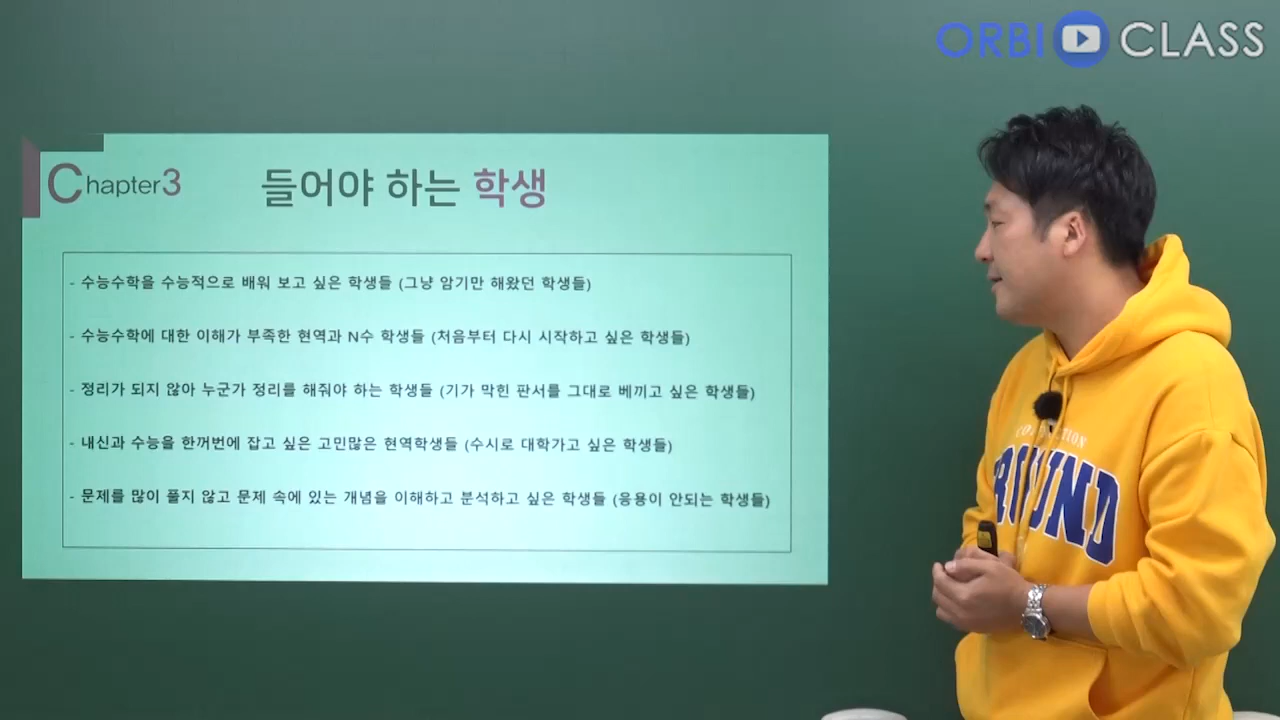 ORBI CLASS
Chapter3
들어야 하는 학생
- 수능수학을 수능적으로 배워 보고 싶은 학생들 (그냥 암기만 해왔던 학생들)
- 수능수학에 대한 이해가 부족한 현역과 N수 학생들 (처음부터 다시 시작하고 싶은 학생들)
- 정리가 되지 않아 누군가 정리를 해줘야 하는 학생들 (기가 막힌 판서를 그대로 베끼고 싶은 학생들)
- 내신과 수능을 한꺼번에 잡고 싶은 고민많은 현역학생들 (수시로 대학가고 싶은 학생들)
- 문제를 많이 풀지 않고 문제 속에 있는 개념을 이해하고 분석하고 싶은 학생들 (응용이 안되는 학생들)